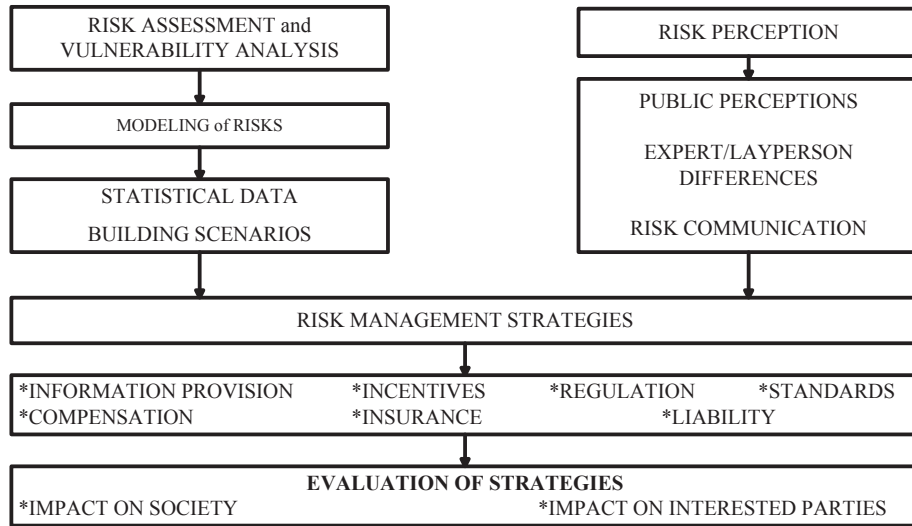 RISK ASSESSMENT and
VULNERABILITY ANALYSIS
MODELING of RISKS
STATISTICAL DATA
BUILDING SCENARIOS
RISK PERCEPTION
PUBLIC PERCEPTIONS
EXPERT/LAYPERSON
DIFFERENCES
RISK COMMUNICATION
RISK MANAGEMENT STRATEGIES
*INFORMATION PROVISION *INCENTIVES *REGULATION *STANDARDS
*COMPENSATION *INSURANCE *LIABILITY
EVALUATION OF STRATEGIES
*IMPACT ON SOCIETY *IMPACT ON INTERESTED PARTIES